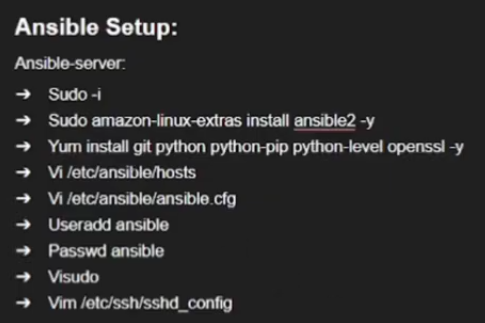 Ansible Setup:
Ansible-server:
➔ Sudo -i
➔ Sudo amazon-linux-extras install ansible2 -y
➔ Yum install git python python-pip python-level openssl -y
➔ Vi /etc/ansible/hosts
➔ Vi /etc/ansible/ansible.cfg
➔ Useradd ansible
➔ Passwd ansible
➔ Visudo
➔ Vim /etc/ssh/sshd_config